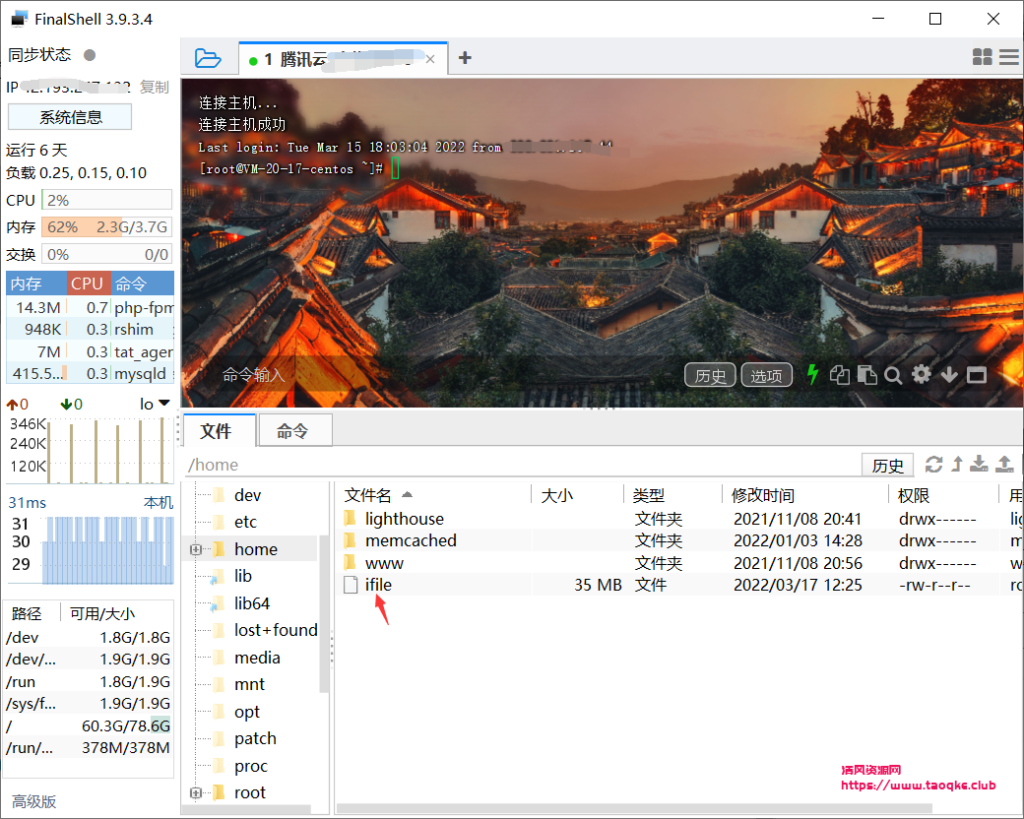 FinalShell 3.9.3.4
同步状态
IP 复制
系统信息
运行 6 天
负载 0.25, 0.15, 0.10
CPU 2%
内存 62% 2.3G/3.7G
交换 0% 0/0
内存 CPU 命令
14.3M 0.7 php-fpm
948K 0.3 rshim
7M 0.3 tat_agen
415.5... 0.3 mysqld
0 0 lo
346K
240K
120K
31ms 本机
31
30
29
路径 可用/大小
/dev 1.8G/1.8G
/dev/... 1.9G/1.9G
/run 1.8G/1.9G
/sys/f... 1.9G/1.9G
/ 60.3G/78.6G
/run/... 378M/378M
高级版
1 腾讯云
连接主机...
连接主机成功
Last login: Tue Mar 15 18:03:04 2022 from
[root@VM-20-17-centos ~]#
命令输入 历史 选项
文件 命令
/home 历史
dev
etc
home
lib
lib64
lost+found
media
mnt
opt
patch
proc
root
文件名 大小 类型 修改时间 权限 用
lighthouse 文件夹 2021/11/08 20:41 drwx------ lig
memcached 文件夹 2022/01/03 14:28 drwx------ m
www 文件夹 2021/11/08 20:56 drwx------ w
ifile 35 MB 文件 2022/03/17 12:25 -rw-r--r-- ro
清风资源网
https://www.taoqke.club